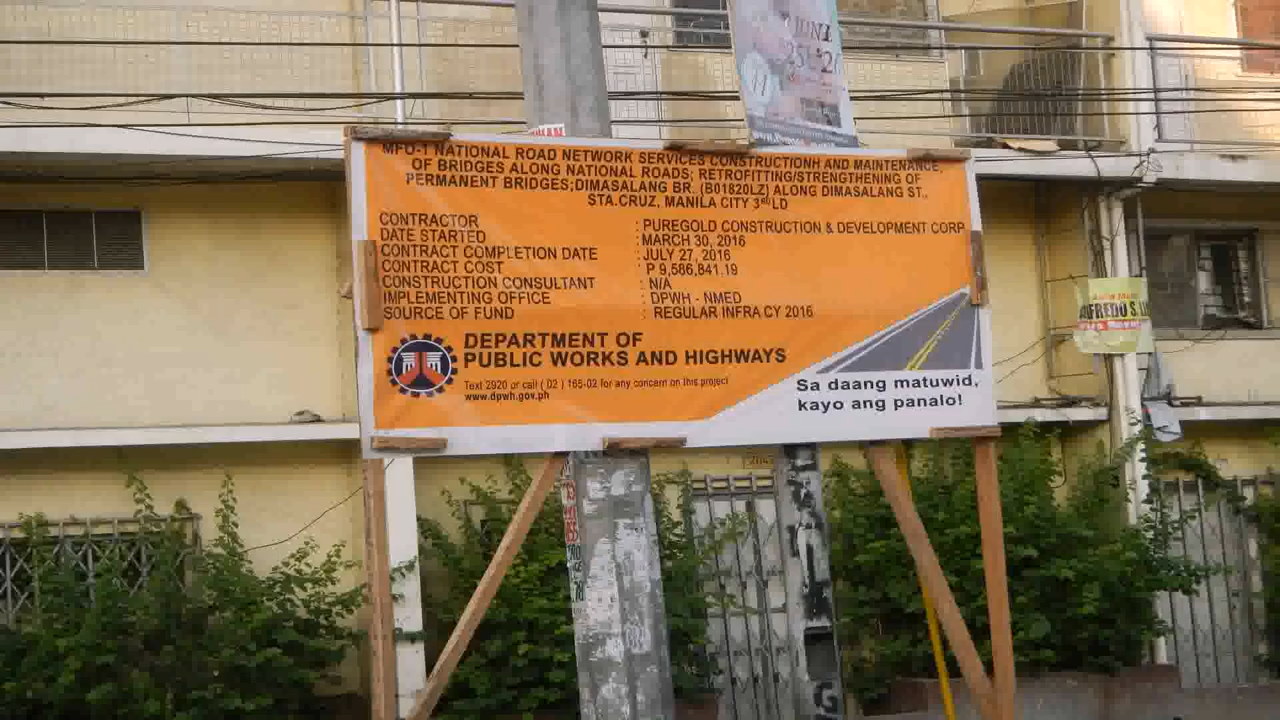 JUNE
MFO-1 NATIONAL ROAD NETWORK SERVICES CONSTRUCTIONH AND MAINTENANCE
OF BRIDGES ALONG NATIONAL ROADS; RETROFITTING/STRENGTHENING OF
PERMANENT BRIDGES;DIMASALANG BR. (B01820LZ) ALONG DIMASALANG ST.,
STA.CRUZ, MANILA CITY 3RD LD
CONTRACTOR : PUREGOLD CONSTRUCTION & DEVELOPMENT CORP
DATE STARTED : MARCH 30, 2016
CONTRACT COMPLETION DATE : JULY 27, 2016
CONTRACT COST : P 9,586,841.19
CONSTRUCTION CONSULTANT : N/A
IMPLEMENTING OFFICE : DPWH - NMED
SOURCE OF FUND : REGULAR INFRA CY 2016
DEPARTMENT OF
PUBLIC WORKS AND HIGHWAYS
Text 2920 or call ( 02 ) 165-02 for any concern on this project
www.dpwh.gov.ph
Sa daang matuwid,
kayo ang panalo!